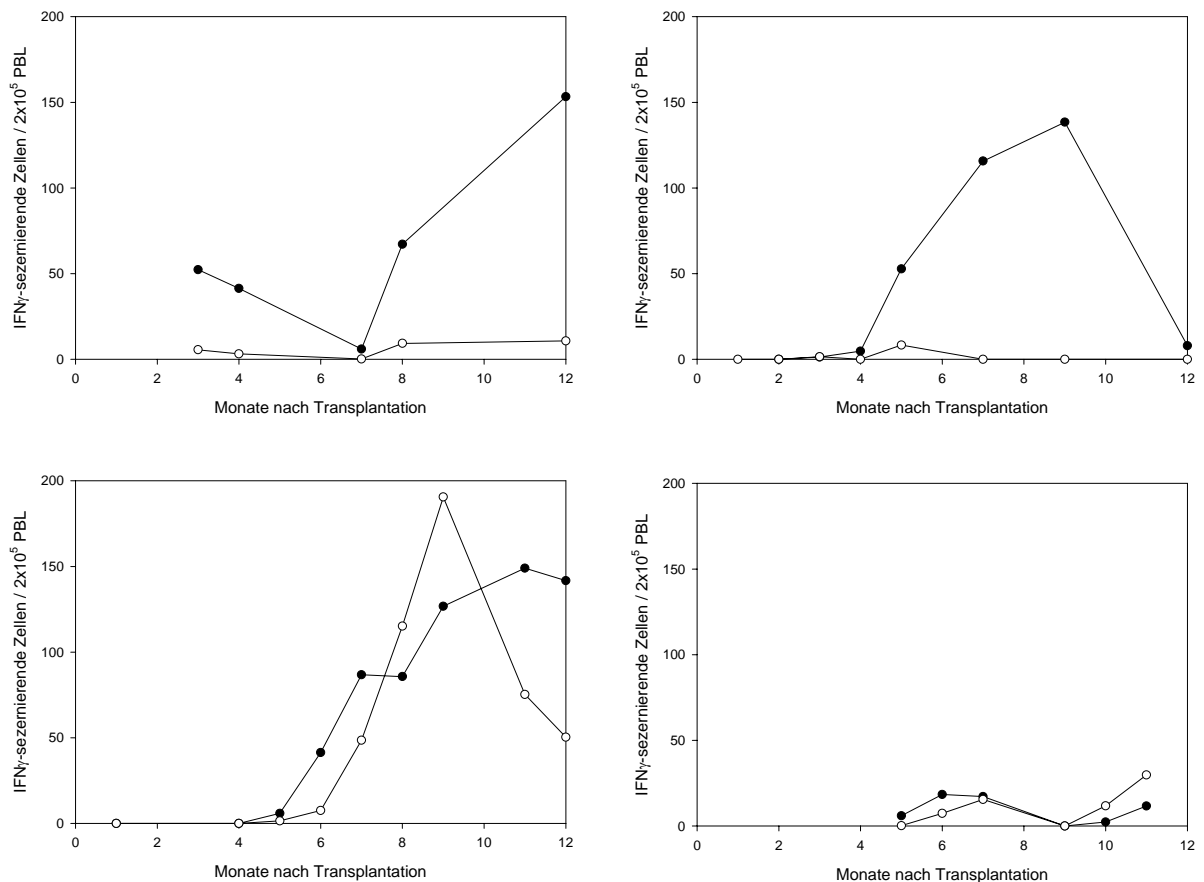 IFNγ-sezernierende Zellen / 2x10⁵ PBL
200
150
100
50
0
0 2 4 6 8 10 12
Monate nach Transplantation
IFNγ-sezernierende Zellen / 2x10⁵ PBL
200
150
100
50
0
0 2 4 6 8 10 12
Monate nach Transplantation
IFNγ-sezernierende Zellen / 2x10⁵ PBL
200
150
100
50
0
0 2 4 6 8 10 12
Monate nach Transplantation
IFNγ-sezernierende Zellen / 2x10⁵ PBL
200
150
100
50
0
0 2 4 6 8 10 12
Monate nach Transplantation